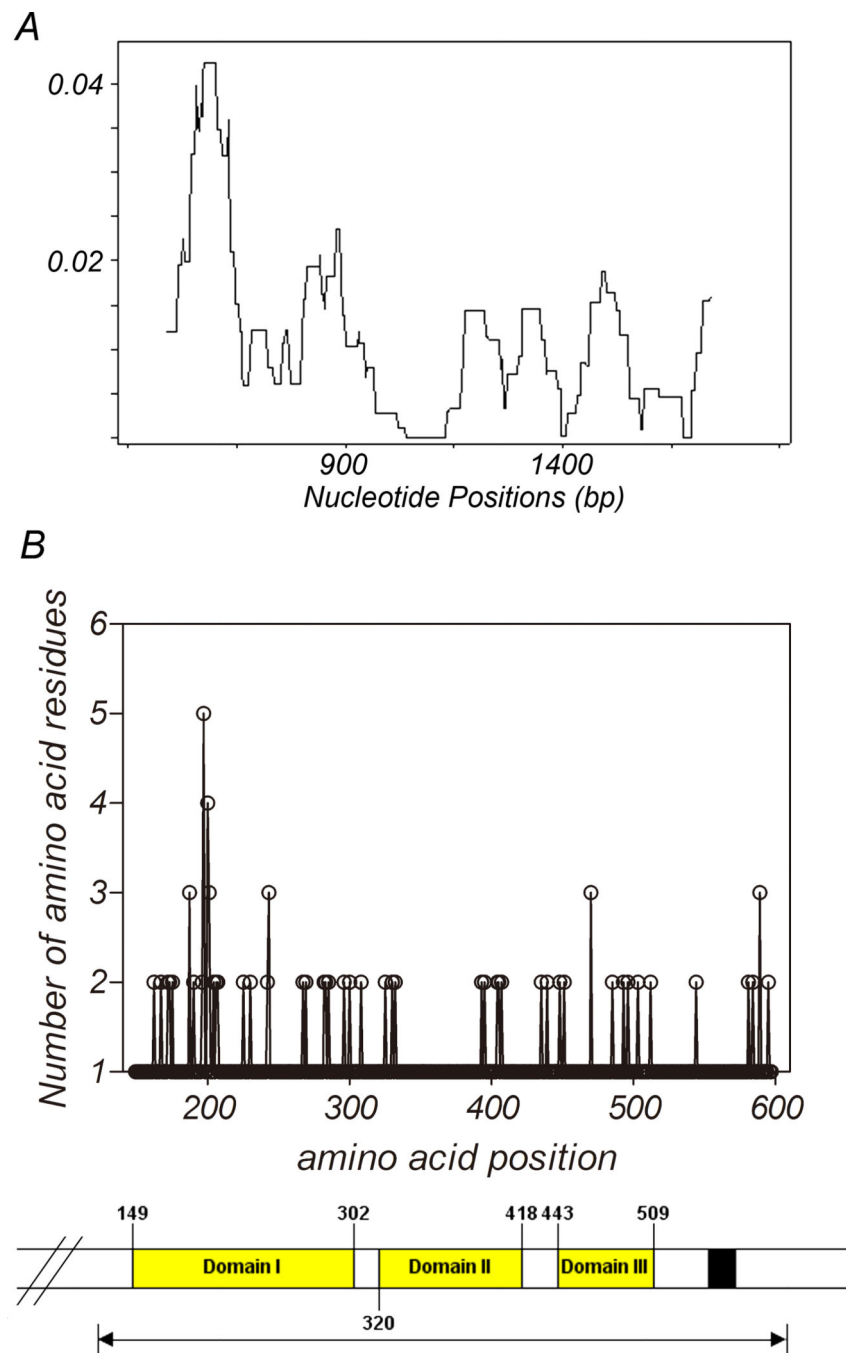 A
0.04
0.02
900 1400
Nucleotide Positions (bp)
B
Number of amino acid residues
6
5
4
3
2
1
200 300 400 500 600
amino acid position
149 302 418 443 509
Domain I Domain II Domain III
320